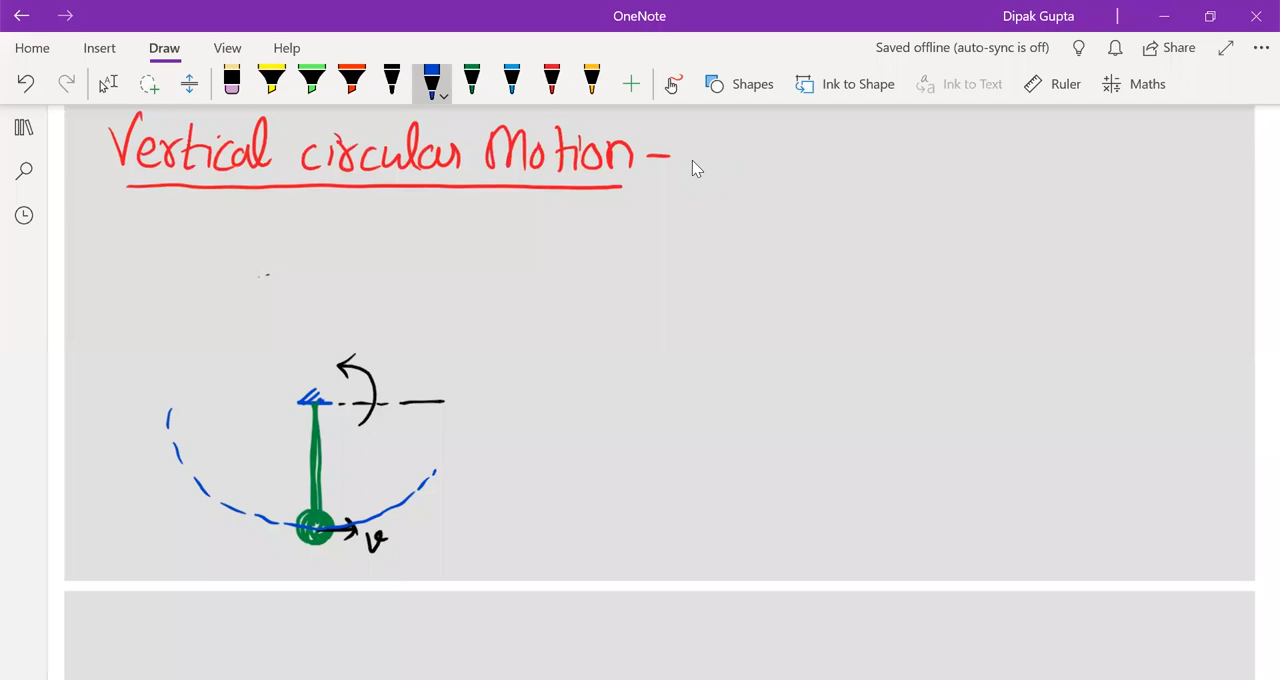 OneNote
Dipak Gupta
Home Insert Draw View Help
Saved offline (auto-sync is off)
Share
Shapes
Ink to Shape
Ink to Text
Ruler
Maths
Vertical circular Motion -
v